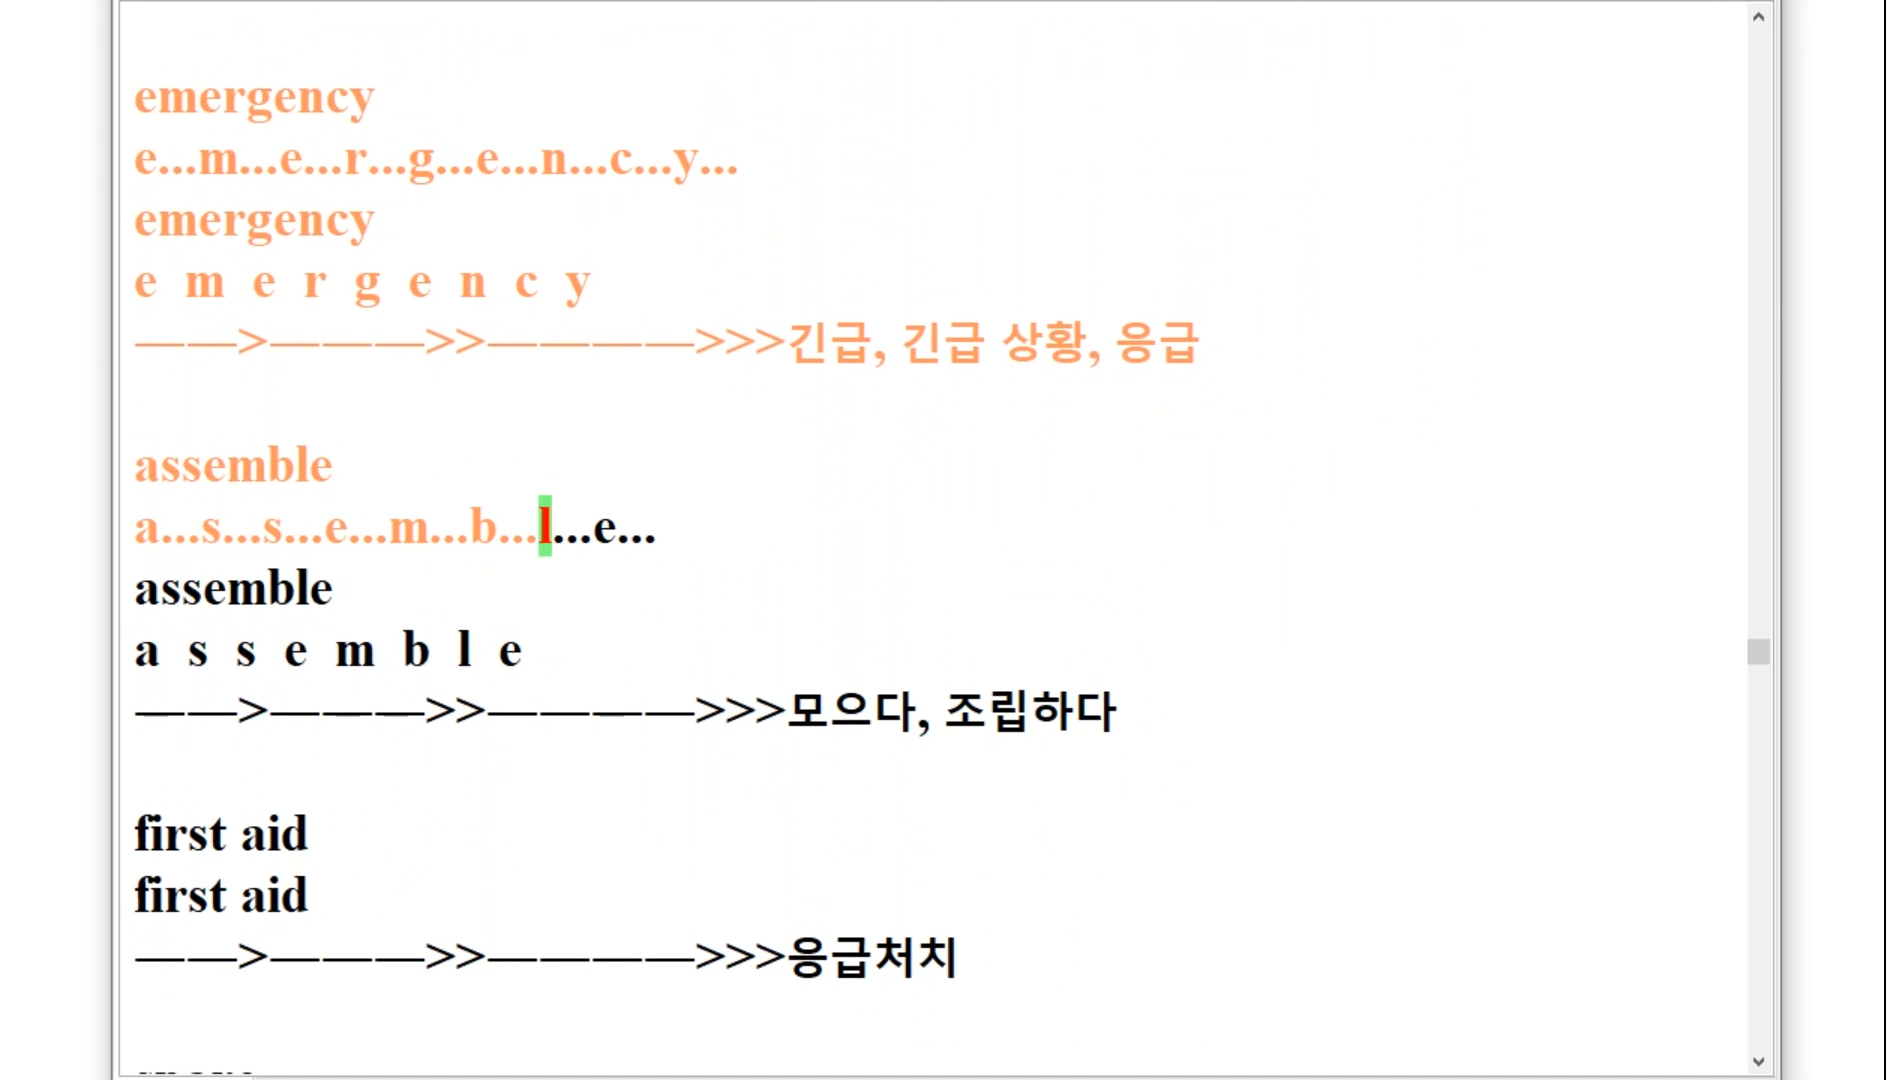 emergency
e...m...e...r...g...e...n...c...y...
emergency
e m e r g e n c y
——>———>>————>>>긴급, 긴급 상황, 응급
assemble
a...s...s...e...m...b...l...e...
assemble
a s s e m b l e
——>———>>————>>>모으다, 조립하다
first aid
first aid
——>———>>————>>>응급처치